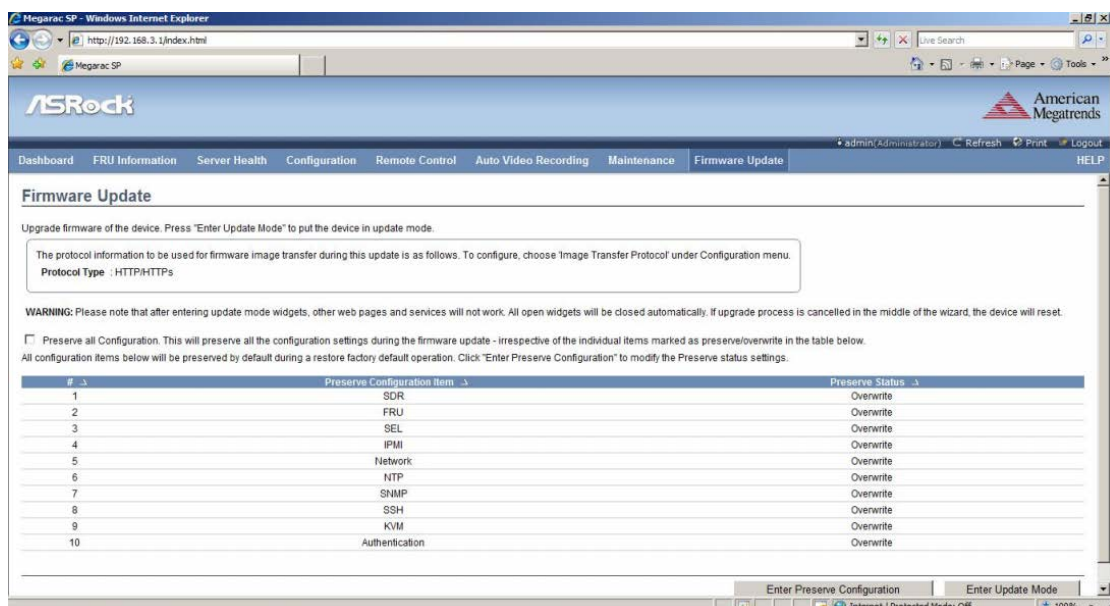 Megarac SP - Windows Internet Explorer
http://192.168.3.1/index.html
Live Search
Megarac SP
Page
Tools
ASRock
American
Megatrends
admin(Administrator) Refresh Print Logout
Dashboard FRU Information Server Health Configuration Remote Control Auto Video Recording Maintenance Firmware Update HELP
Firmware Update
Upgrade firmware of the device. Press "Enter Update Mode" to put the device in update mode.
The protocol information to be used for firmware image transfer during this update is as follows. To configure, choose 'Image Transfer Protocol' under Configuration menu.
Protocol Type : HTTP/HTTPs
WARNING: Please note that after entering update mode widgets, other web pages and services will not work. All open widgets will be closed automatically. If upgrade process is cancelled in the middle of the wizard, the device will reset.
Preserve all Configuration. This will preserve all the configuration settings during the firmware update - irrespective of the individual items marked as preserve/overwrite in the table below.
All configuration items below will be preserved by default during a restore factory default operation. Click "Enter Preserve Configuration" to modify the Preserve status settings.
# Preserve Configuration Item Preserve Status
1 SDR Overwrite
2 FRU Overwrite
3 SEL Overwrite
4 IPMI Overwrite
5 Network Overwrite
6 NTP Overwrite
7 SNMP Overwrite
8 SSH Overwrite
9 KVM Overwrite
10 Authentication Overwrite
Enter Preserve Configuration Enter Update Mode
Internet | Protected Mode: Off 100%